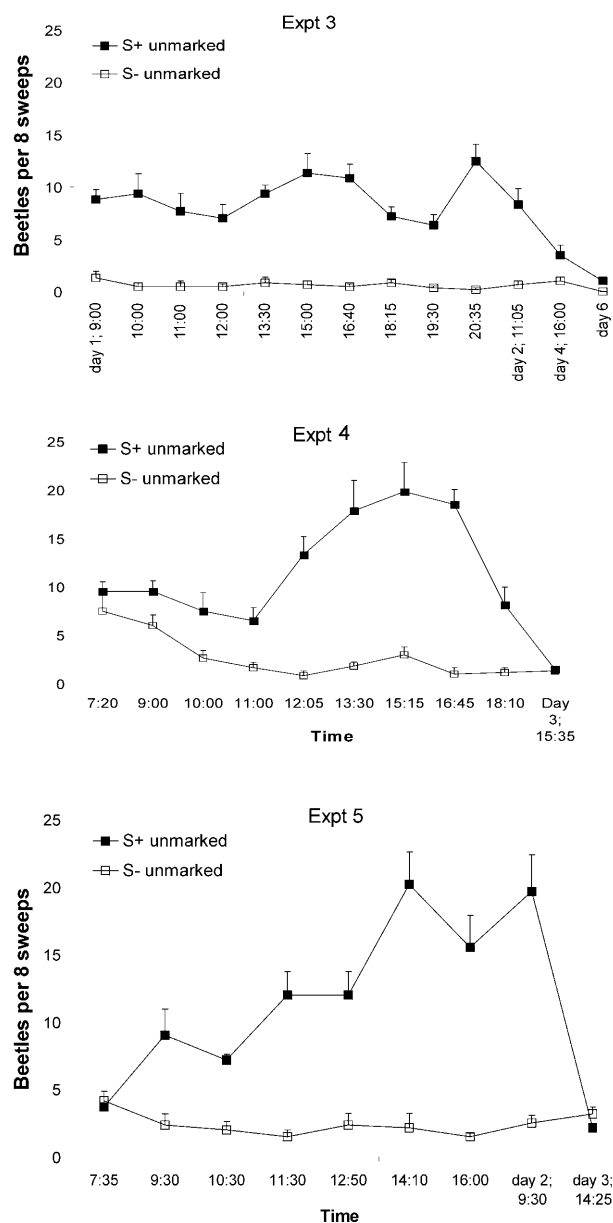 Expt 3
S+ unmarked
S- unmarked
Beetles per 8 sweeps
25
20
15
10
5
0
day 1; 9:00
10:00
11:00
12:00
13:30
15:00
16:40
18:15
19:30
20:35
day 2; 11:05
day 4; 16:00
day 6
Expt 4
S+ unmarked
S- unmarked
25
20
15
10
5
0
7:20 9:00 10:00 11:00 12:05 13:30 15:15 16:45 18:10 Day
3;
15:35
Time
Expt 5
S+ unmarked
S- unmarked
Beetles per 8 sweeps
25
20
15
10
5
0
7:35 9:30 10:30 11:30 12:50 14:10 16:00 day 2; day 3;
9:30 14:25
Time